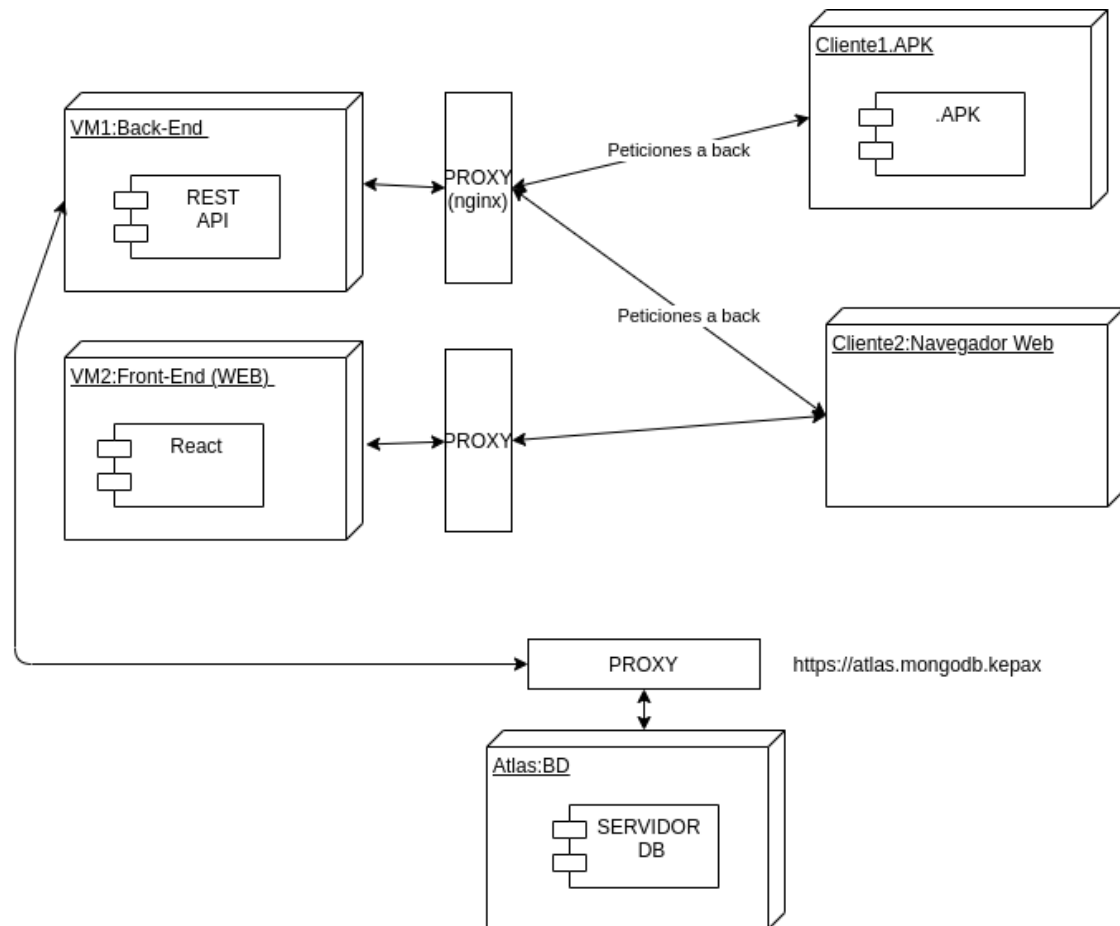 Cliente1.APK
.APK
VM1:Back-End
REST
API
PROXY
(nginx)
Peticiones a back
Peticiones a back
Cliente2:Navegador Web
VM2:Front-End (WEB)
React
PROXY
PROXY
https://atlas.mongodb.kepax
Atlas:BD
SERVIDOR
DB